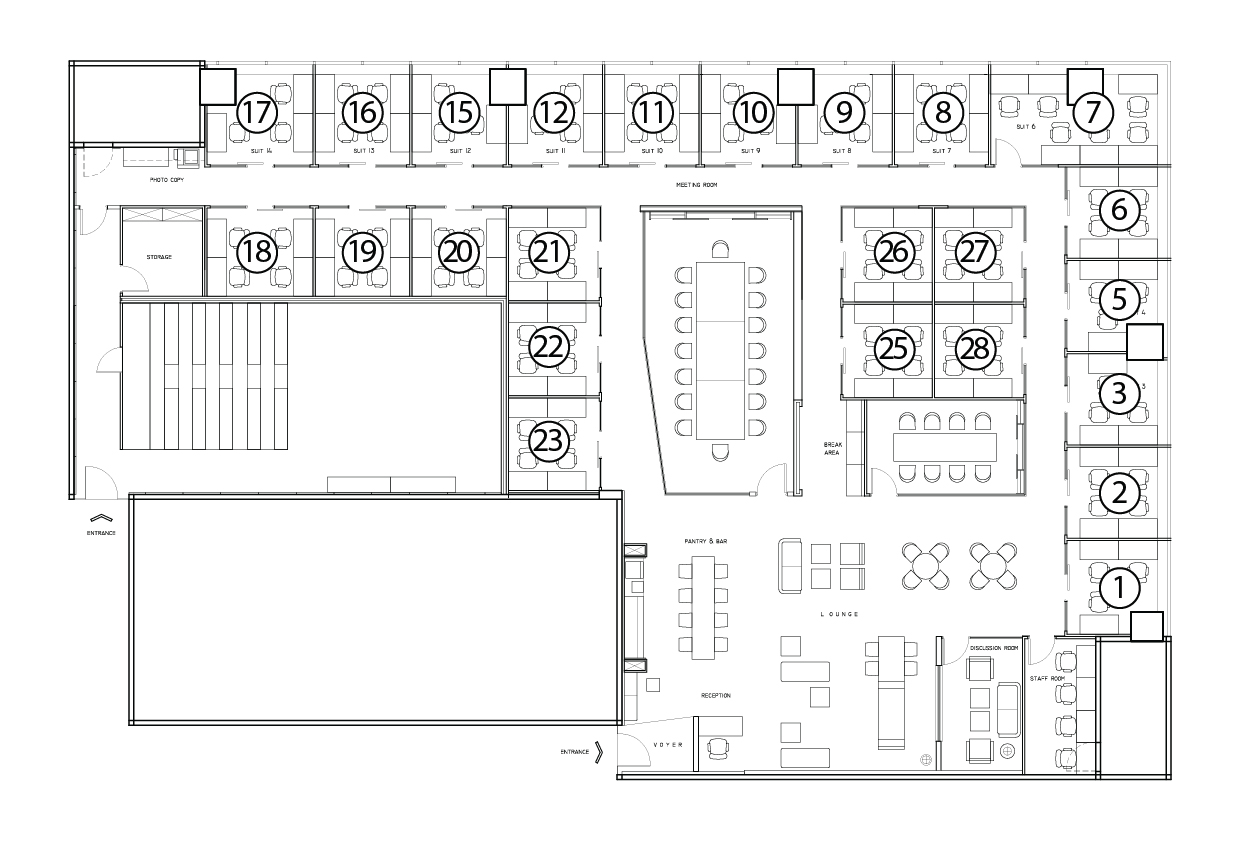 17
16
15
12
11
10
9
8
7
SUIT 6
SUIT 14
SUIT 13
SUIT 12
SUIT 11
SUIT 10
SUIT 9
SUIT 8
SUIT 7
PHOTO COPY
MEETING ROOM
6
STORAGE
18
19
20
21
26
27
5
4
22
25
28
3
3
23
BREAK
AREA
2
ENTRANCE
PANTRY & BAR
1
LOUNGE
DISCUSSION ROOM
STAFF ROOM
RECEPTION
ENTRANCE
VOYER